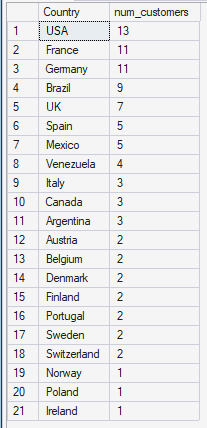 Country num_customers
1 USA 13
2 France 11
3 Germany 11
4 Brazil 9
5 UK 7
6 Spain 5
7 Mexico 5
8 Venezuela 4
9 Italy 3
10 Canada 3
11 Argentina 3
12 Austria 2
13 Belgium 2
14 Denmark 2
15 Finland 2
16 Portugal 2
17 Sweden 2
18 Switzerland 2
19 Norway 1
20 Poland 1
21 Ireland 1